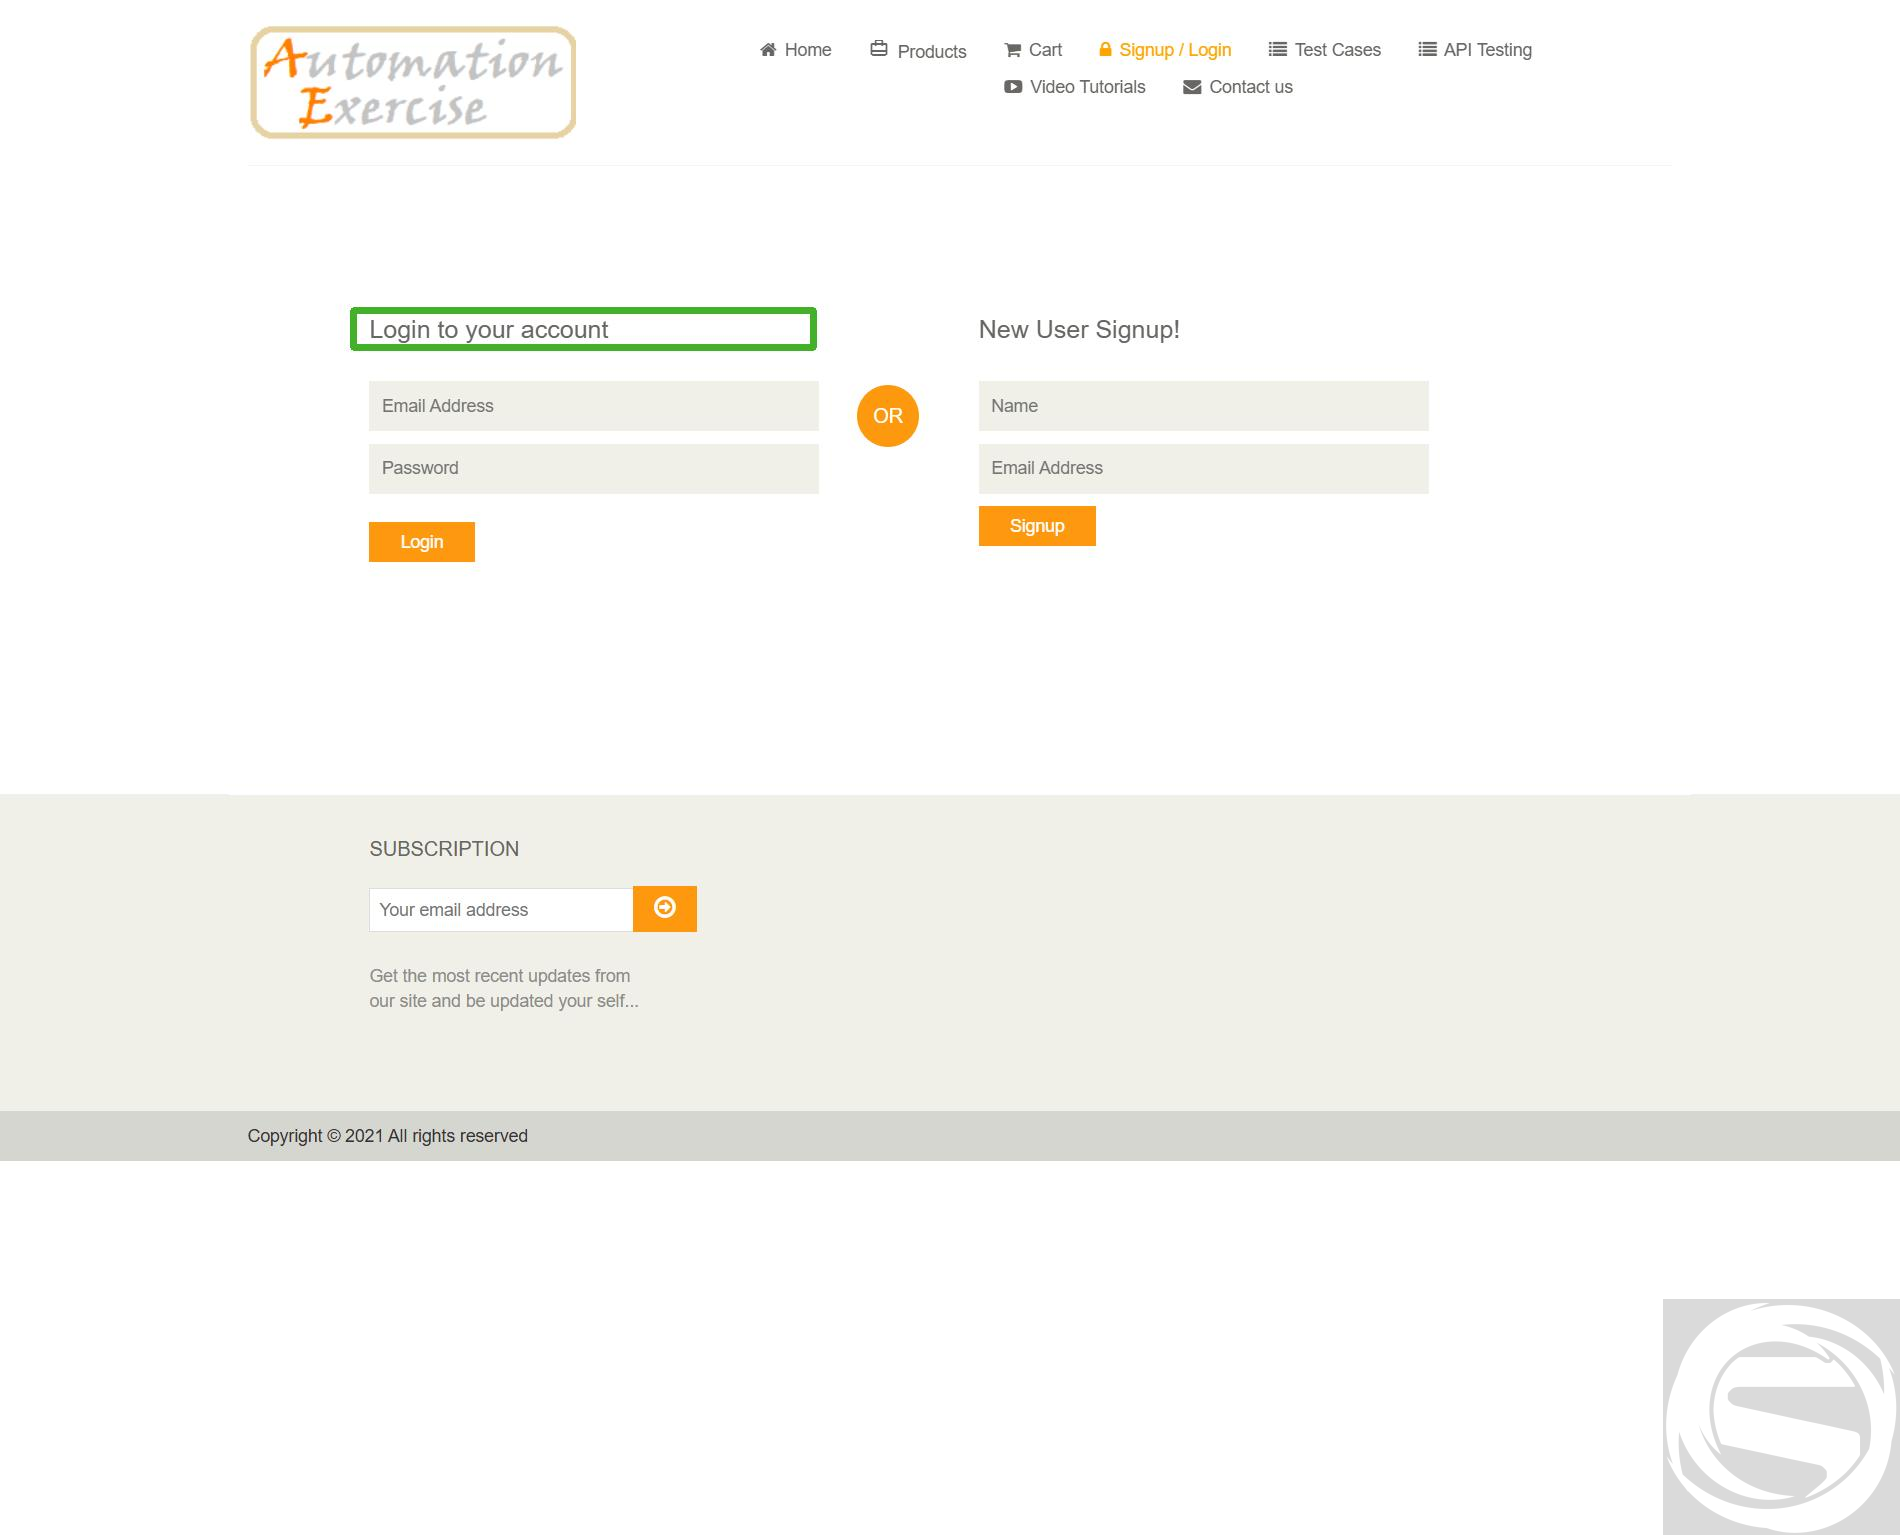 Automation
Exercise
Home Products Cart Signup / Login Test Cases API Testing
Video Tutorials Contact us
Login to your account
Email Address
Password
Login
OR
New User Signup!
Name
Email Address
Signup
SUBSCRIPTION
Your email address
Get the most recent updates from
our site and be updated your self...
Copyright © 2021 All rights reserved